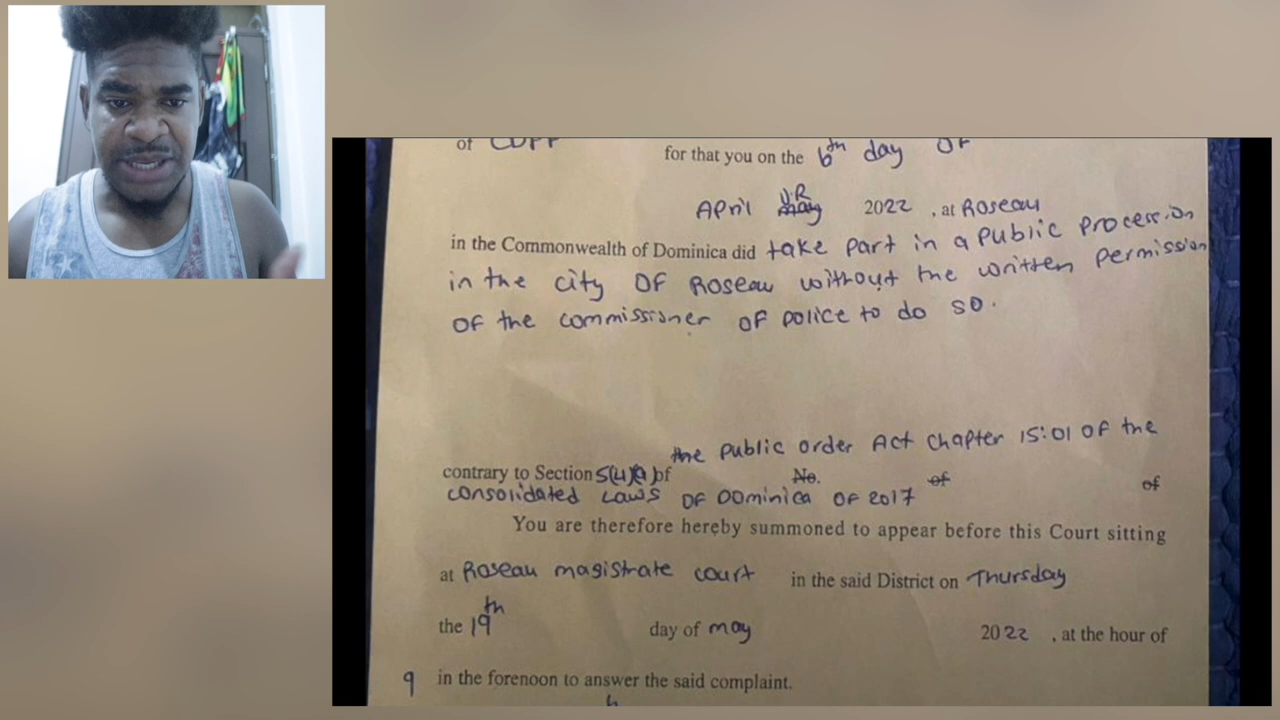 of
for that you on the 6th day OF
April may J.R 2022 , at Roseau
in the Commonwealth of Dominica did take part in a public procession
in the city OF Roseau without the written permission
OF the commissioner OF police to do so.
the public order Act Chapter 15:01 OF the
contrary to Section 5(4) of No. of of
consolidated Laws OF Dominica OF 2017
You are therefore hereby summoned to appear before this Court sitting
at Roseau magistrate court in the said District on Thursday
the 19th day of may 2022 , at the hour of
9 in the forenoon to answer the said complaint.